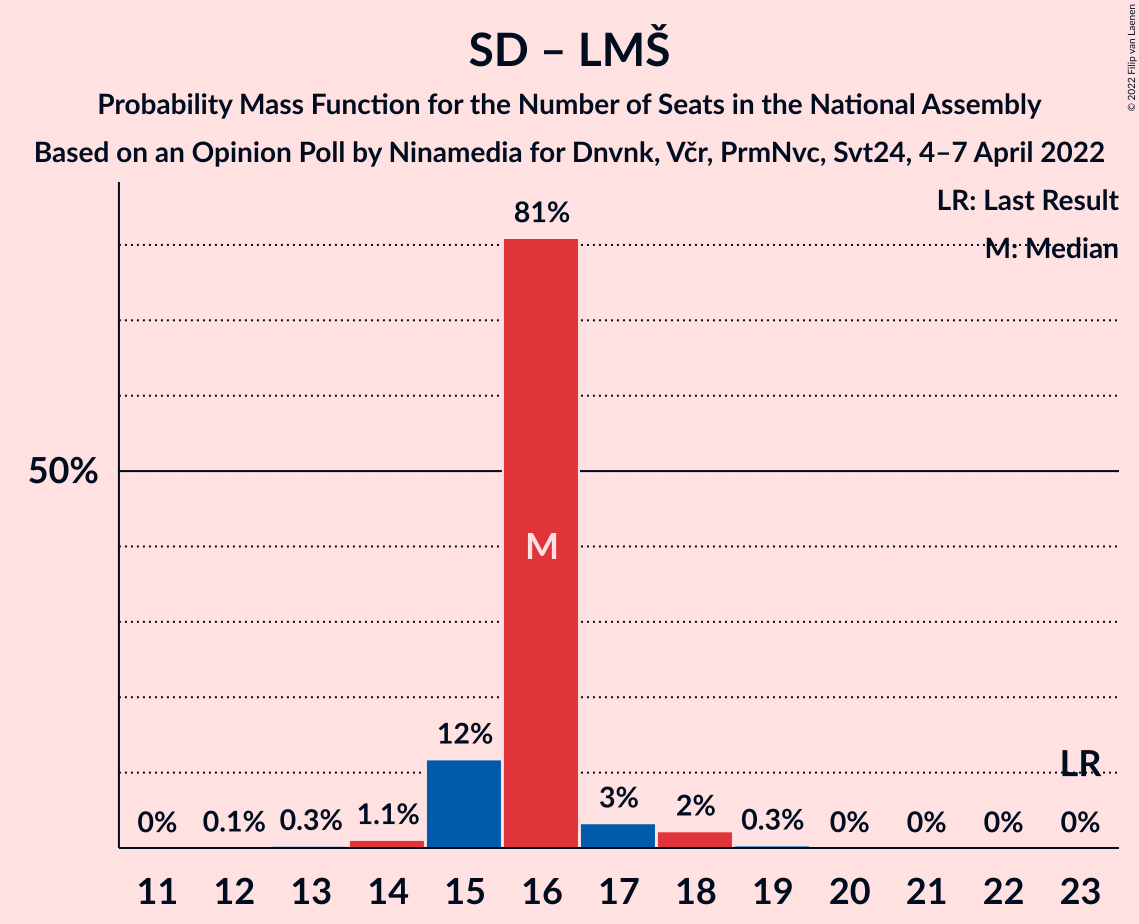 SD – LMŠ
Probability Mass Function for the Number of Seats in the National Assembly
Based on an Opinion Poll by Ninamedia for Dnvnk, Včr, PrmNvc, Svt24, 4–7 April 2022
© 2022 Filip van Laenen
LR: Last Result
M: Median
81%
50%
M
12%
LR
0% 0.1% 0.3% 1.1% 3% 2% 0.3% 0% 0% 0% 0%
11 12 13 14 15 16 17 18 19 20 21 22 23